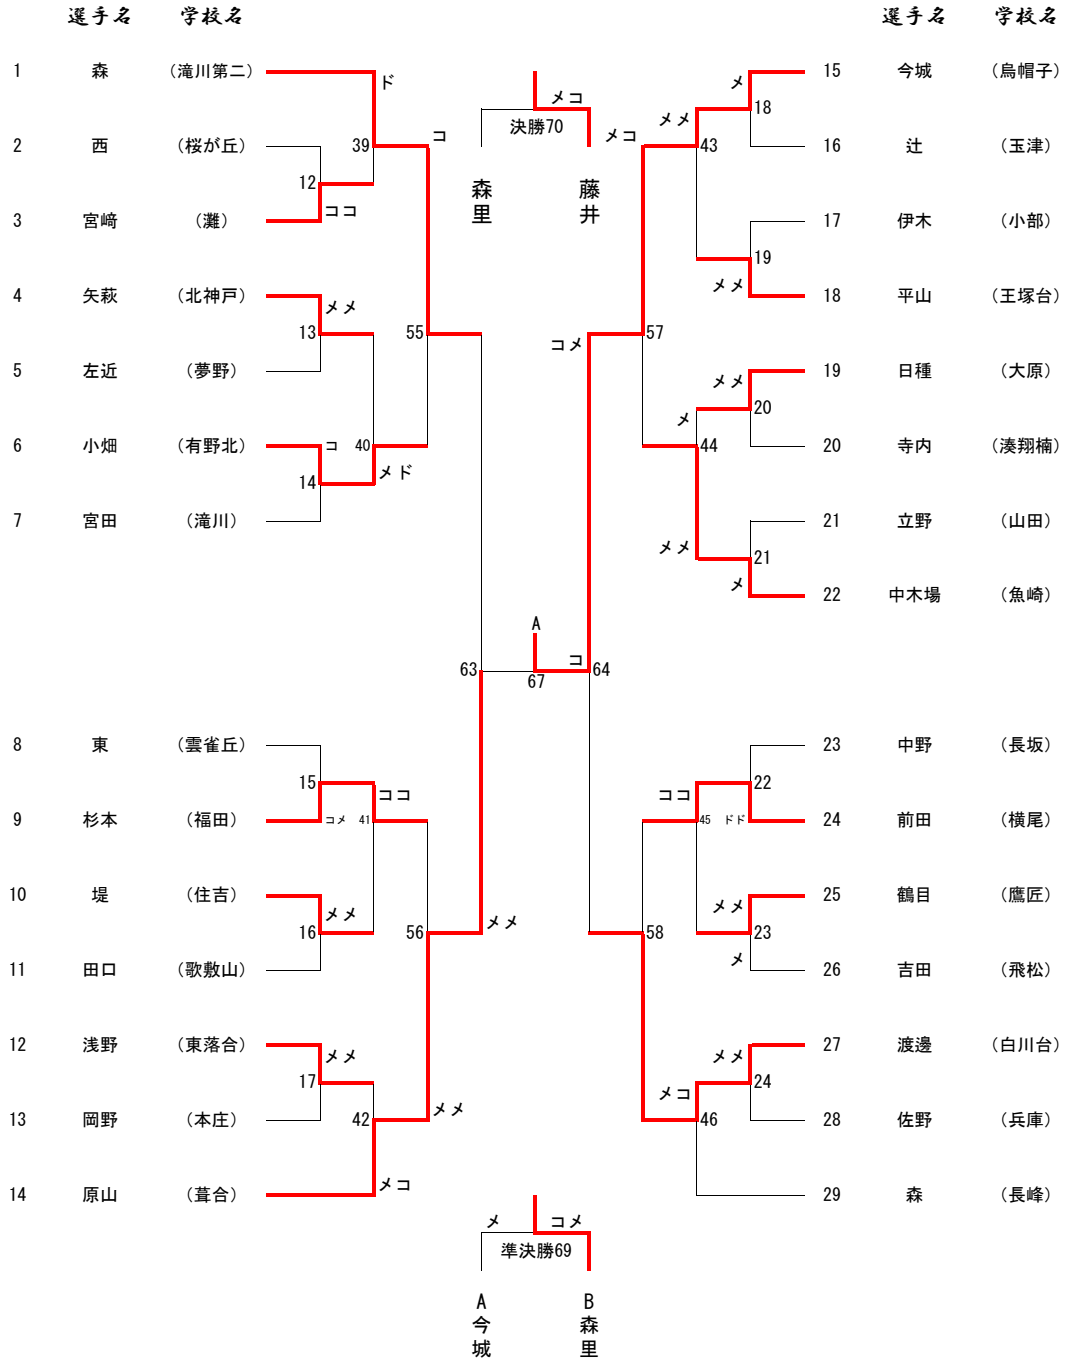 選手名 学校名 選手名 学校名
1 森 （滝川第二） ド メコ メ 15 今城 （烏帽子）
決勝70 メメ 18
2 西 （桜が丘） 39 コ メコ 43 16 辻 （玉津）
12 森里 藤井
3 宮﨑 （灘） ココ 17 伊木 （小部）
19
4 矢萩 （北神戸） メメ メメ 18 平山 （王塚台）
13 55 コメ 57
5 左近 （夢野） メメ 19 日種 （大原）
メ 20
6 小畑 （有野北） コ 40 44 20 寺内 （湊翔楠）
14 メド
7 宮田 （滝川） 21 立野 （山田）
メメ 21
メ 22 中木場 （魚崎）
A
63 67 コ 64
8 東 （雲雀丘） 23 中野 （長坂）
15 ココ ココ 22
9 杉本 （福田） コメ 41 45 ドド 24 前田 （横尾）
10 堤 （住吉） メメ メメ 25 鶴目 （鷹匠）
16 56 メメ 58 23
11 田口 （歌敷山） メ 26 吉田 （飛松）
12 浅野 （東落合） メメ メメ 27 渡邊 （白川台）
17 メメ メコ 24
13 岡野 （本庄） 42 46 28 佐野 （兵庫）
14 原山 （葺合） メコ 29 森 （長峰）
メ コメ
準決勝69
A今城 B森里